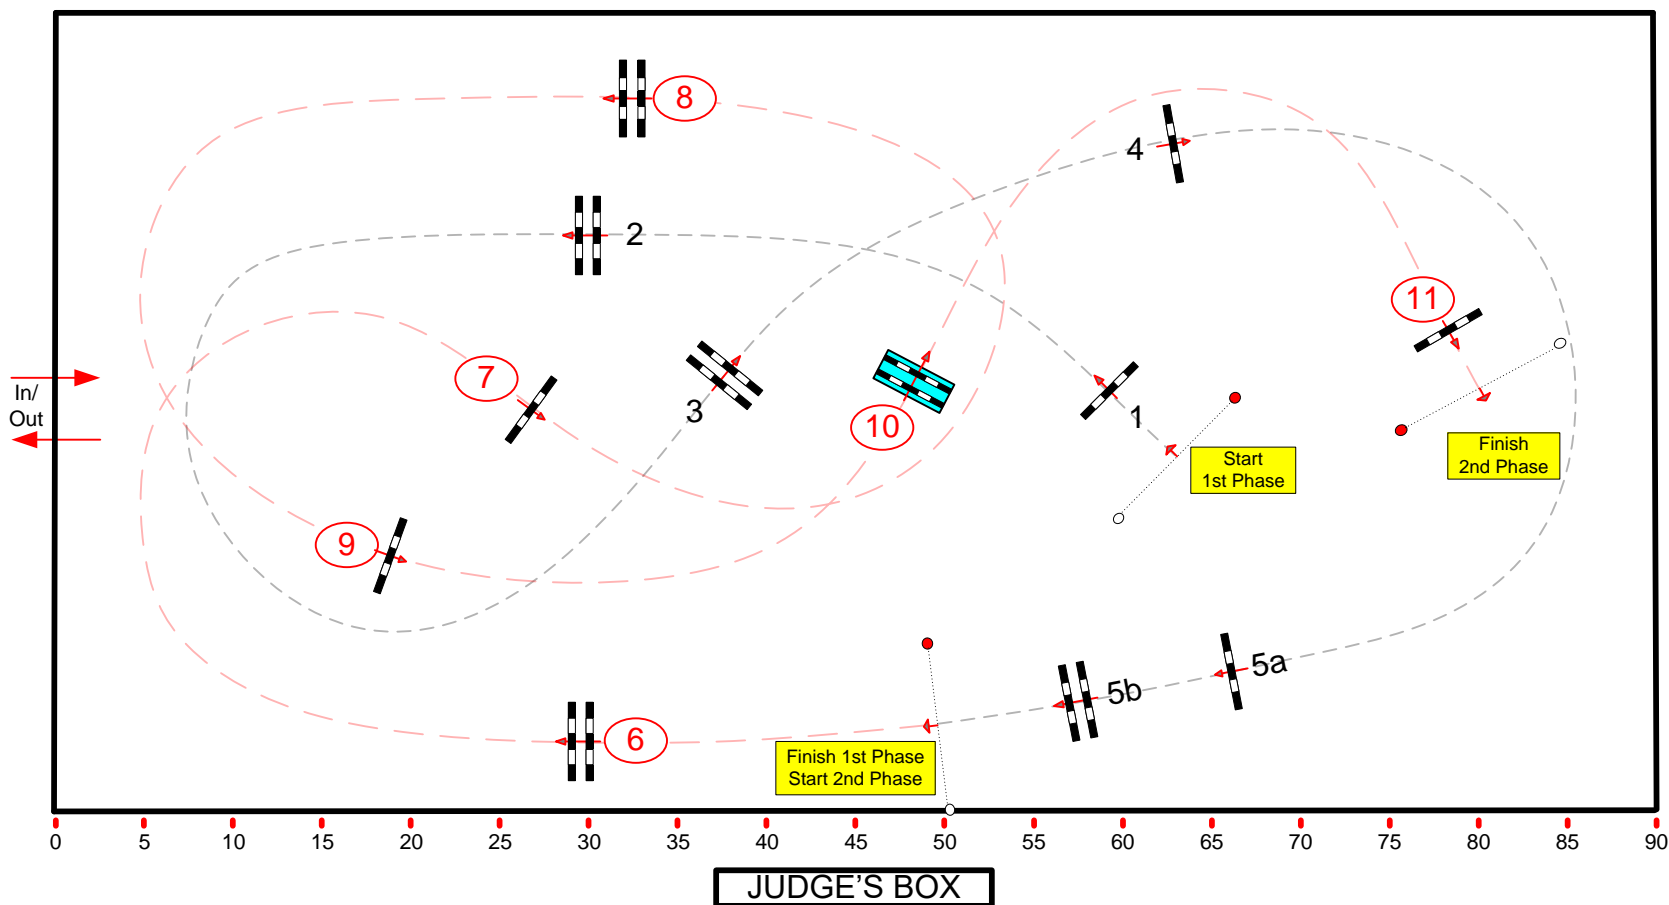 8
4
2
11
7
In/
Out
3
10
1
Start
1st Phase
Finish
2nd Phase
9
5a
5b
6
Finish 1st Phase
Start 2nd Phase
0 5 10 15 20 25 30 35 40 45 50 55 60 65 70 75 80 85 90
JUDGE'S BOX